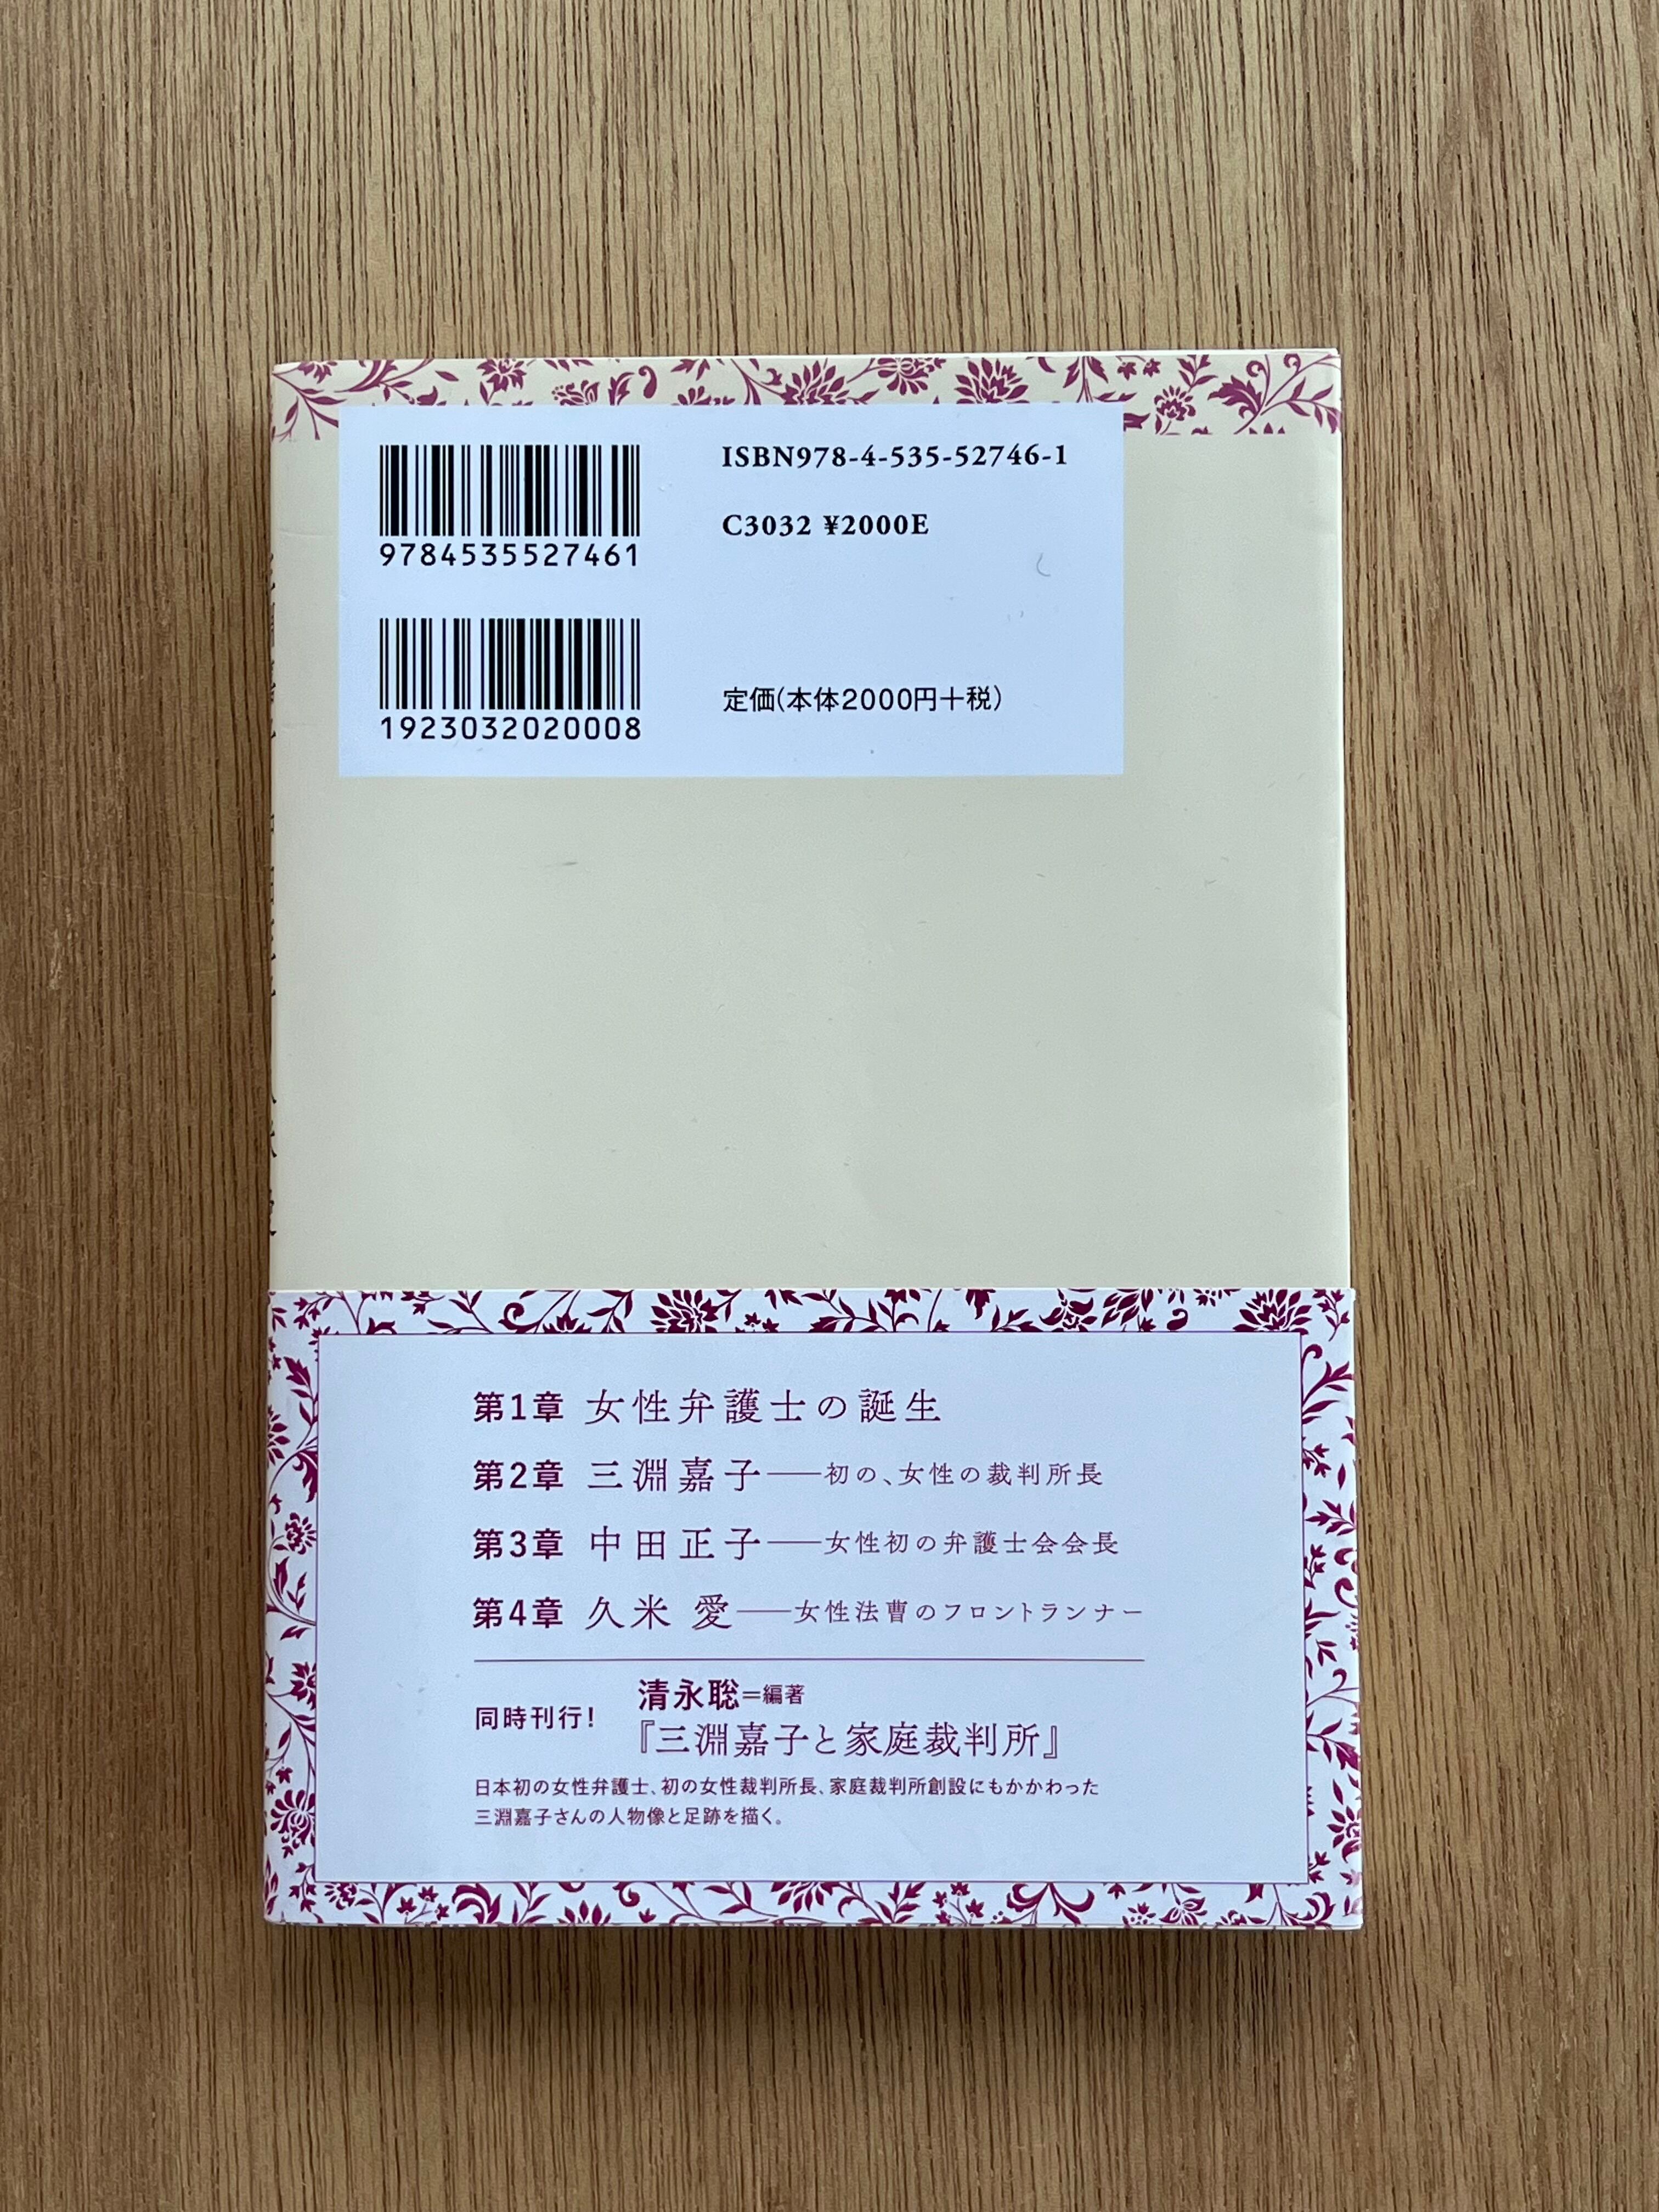 ISBN978-4-535-52746-1
C3032 ¥2000E
9784535527461
1923032020008
定価(本体2000円+税)
第1章 女性弁護士の誕生
第2章 三淵嘉子――初の、女性の裁判所長
第3章 中田正子――女性初の弁護士会会長
第4章 久米 愛――女性法曹のフロントランナー
同時刊行!
清永聡=編著
『三淵嘉子と家庭裁判所』
日本初の女性弁護士、初の女性裁判所長、家庭裁判所創設にもかかわった
三淵嘉子さんの人物像と足跡を描く。